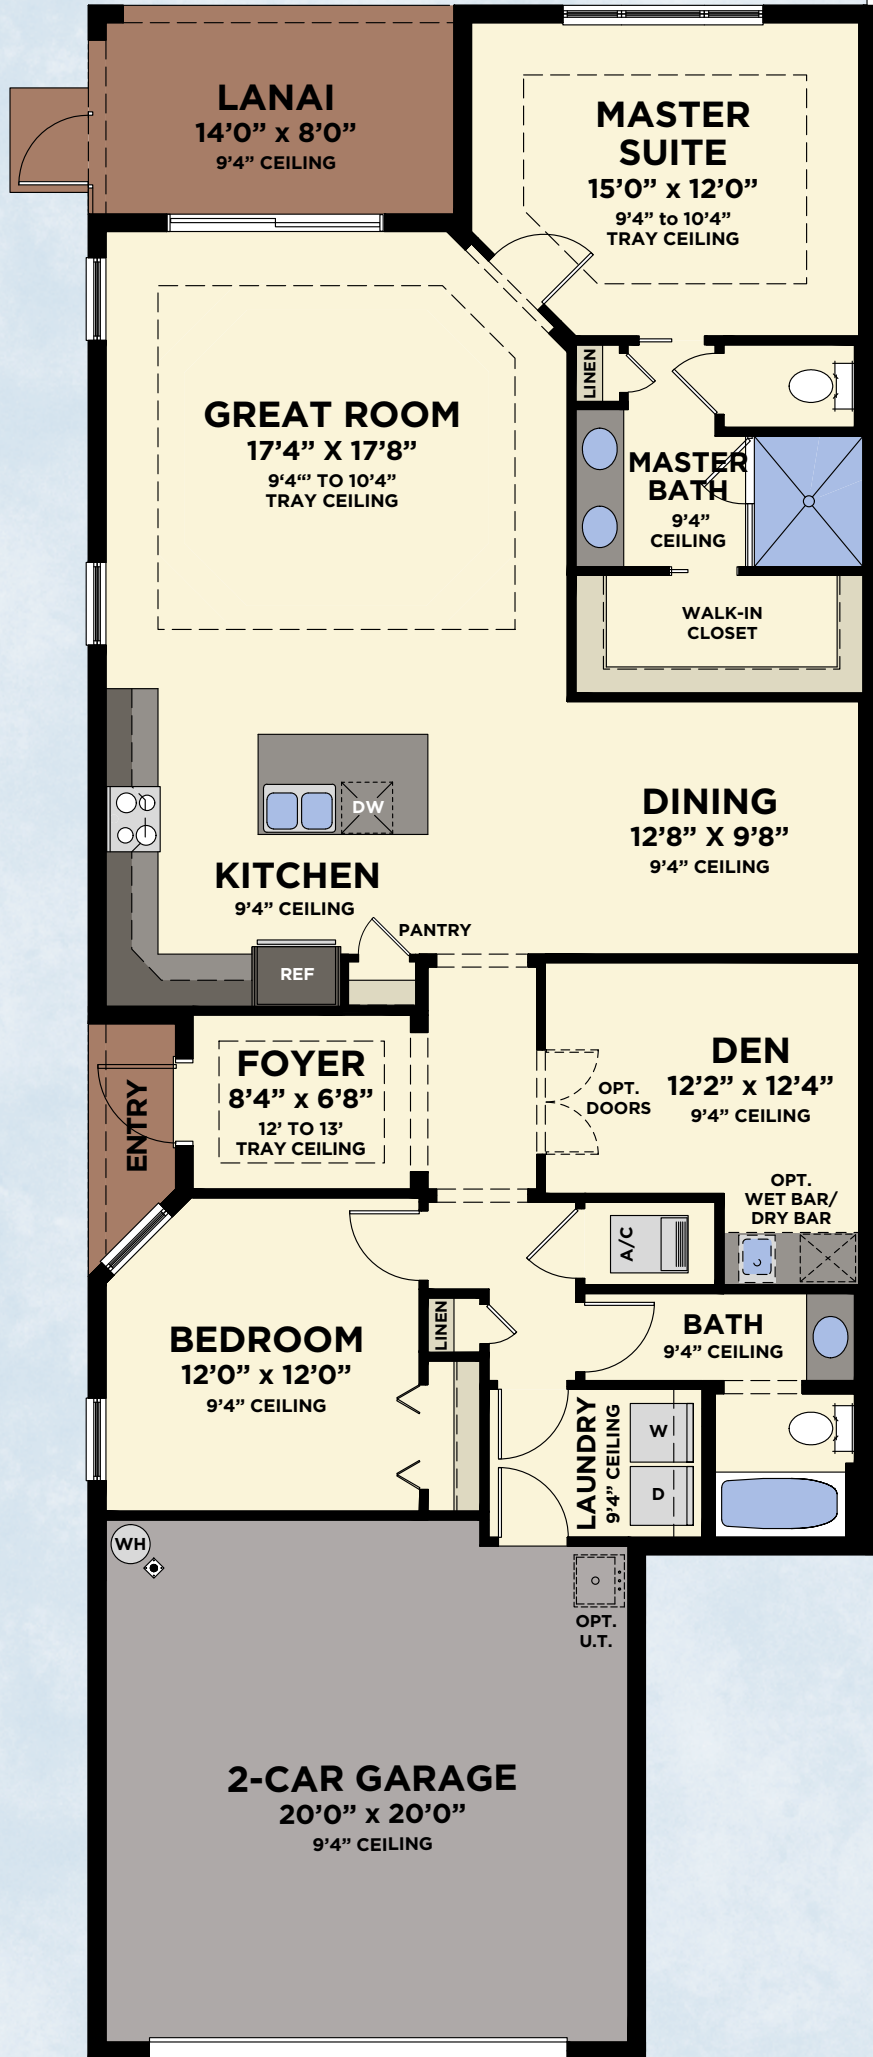 LANAI
14’0” x 8’0”
9’4” CEILING
MASTER
SUITE
15’0” x 12’0”
9’4” to 10’4”
TRAY CEILING
GREAT ROOM
17’4” X 17’8”
9’4“’ TO 10’4”
TRAY CEILING
LINEN
MASTER
BATH
9’4”
CEILING
WALK-IN
CLOSET
DW
DINING
12’8” X 9’8”
9’4” CEILING
KITCHEN
9’4” CEILING
PANTRY
REF
ENTRY
FOYER
8’4” x 6’8”
12’ TO 13’
TRAY CEILING
DEN
12’2” x 12’4”
9’4” CEILING
OPT.
DOORS
OPT.
WET BAR/
DRY BAR
A/C
LINEN
BEDROOM
12’0” x 12’0”
9’4” CEILING
BATH
9’4” CEILING
LAUNDRY
9’4” CEILING
W
D
WH
OPT.
U.T.
2-CAR GARAGE
20’0” x 20’0”
9’4” CEILING